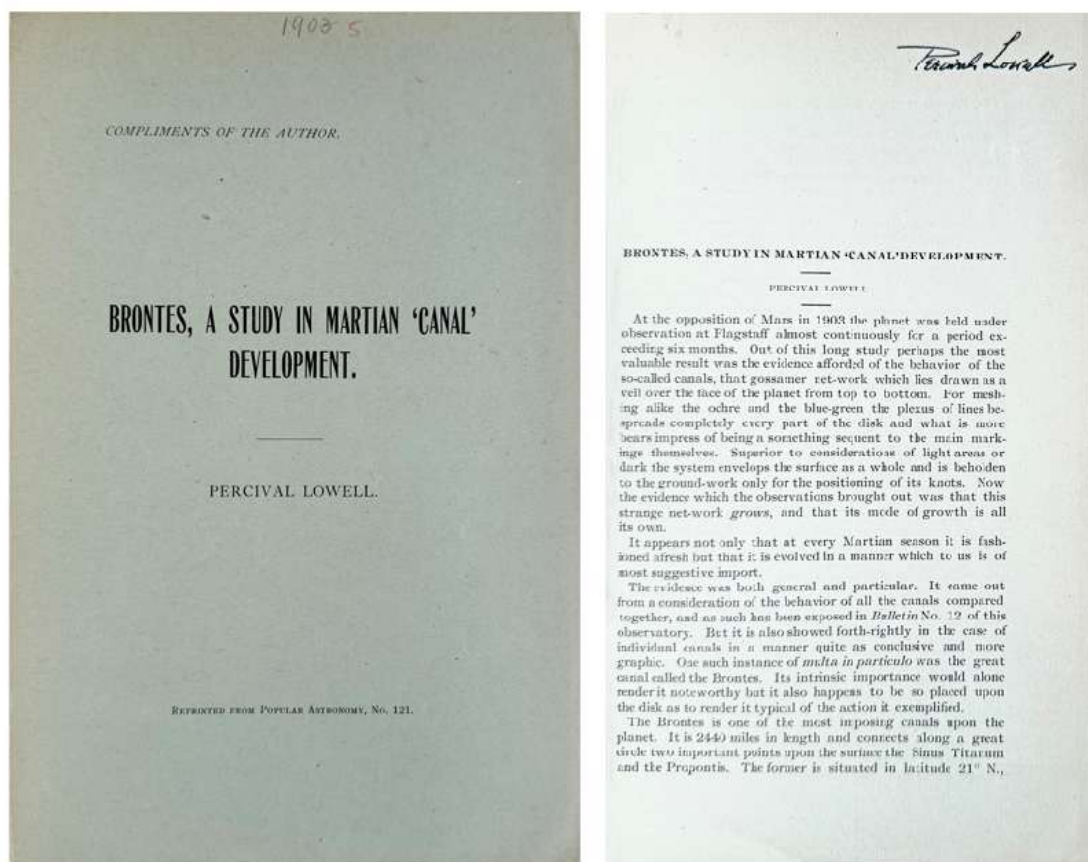 1903 5
COMPLIMENTS OF THE AUTHOR.
BRONTES, A STUDY IN MARTIAN 'CANAL'
DEVELOPMENT.
PERCIVAL LOWELL.
REPRINTED FROM POPULAR ASTRONOMY, No. 121.
Percival Lowell
BRONTES, A STUDY IN MARTIAN 'CANAL' DEVELOPMENT.
PERCIVAL LOWELL
At the opposition of Mars in 1903 the planet was held under
observation at Flagstaff almost continuously for a period ex-
ceeding six months. Out of this long study perhaps the most
valuable result was the evidence afforded of the behavior of the
so-called canals, that gossamer net-work which lies drawn as a
veil over the face of the planet from top to bottom. For mesh-
ing alike the ochre and the blue-green the plexus of lines be-
spreads completely every part of the disk and what is more
bears impress of being a something sequent to the main mark-
ings themselves. Superior to considerations of light areas or
dark the system envelops the surface as a whole and is beholden
to the ground-work only for the positioning of its knots. Now
the evidence which the observations brought out was that this
strange net-work grows, and that its mode of growth is all
its own.
It appears not only that at every Martian season it is fash-
ioned afresh but that it is evolved in a manner which to us is of
most suggestive import.
The evidence was both general and particular. It came out
from a consideration of the behavior of all the canals compared
together, and as such has been exposed in Bulletin No. 12 of this
observatory. But it is also showed forth-rightly in the case of
individual canals in a manner quite as conclusive and more
graphic. One such instance of multa in particulo was the great
canal called the Brontes. Its intrinsic importance would alone
render it noteworthy but it also happens to be so placed upon
the disk as to render it typical of the action it exemplified.
The Brontes is one of the most imposing canals upon the
planet. It is 2440 miles in length and connects along a great
circle two important points upon the surface the Sinus Titanum
and the Propontis. The former is situated in latitude 21° N.,